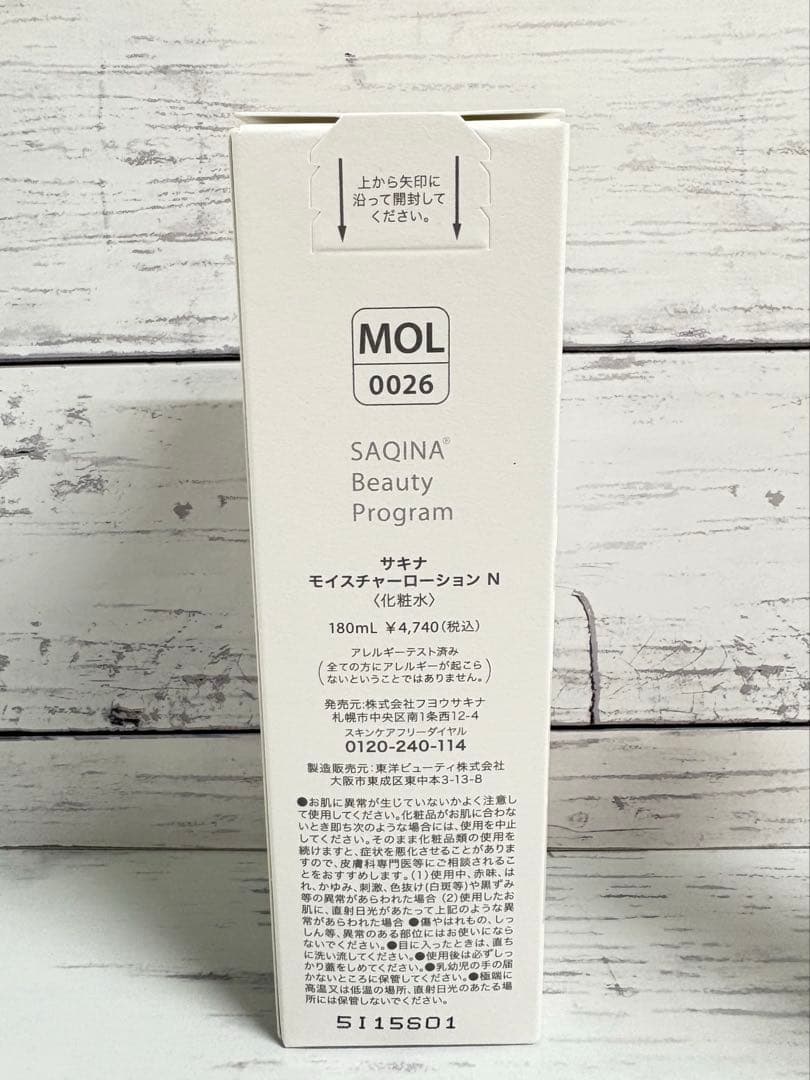 上から矢印に
沿って開封して
ください。
MOL
0026
SAQINA®
Beauty
Program
サキナ
モイスチャーローション N
〈化粧水〉
180mL ¥4,740(税込)
アレルギーテスト済み
(全ての方にアレルギーが起こら
ないということではありません。)
発売元:株式会社フヨウサキナ
札幌市中央区南1条西12-4
スキンケアフリーダイヤル
0120-240-114
製造販売元:東洋ビューティ株式会社
大阪市東成区東中本3-13-8
●お肌に異常が生じていないかよく注意し
て使用してください。化粧品がお肌に合わな
いとき即ち次のような場合には、使用を中止
してください。そのまま化粧品類の使用を
続けますと、症状を悪化させることがありま
すので、皮膚科専門医等にご相談されるこ
とをおすすめします。(1)使用中、赤味、は
れ、かゆみ、刺激、色抜け(白斑等)や黒ずみ
等の異常があらわれた場合 (2)使用したお
肌に、直射日光があたって上記のような異
常があらわれた場合 ●傷やはれもの、しっ
しん等、異常のある部位にはお使いになら
ないでください。●目に入ったときは、直ち
に洗い流してください。●使用後は必ずしっ
かり蓋をしめてください。●乳幼児の手の届
かないところに保管してください。●極端に
高温又は低温の場所、直射日光のあたる場
所には保管しないでください。
5I15S01